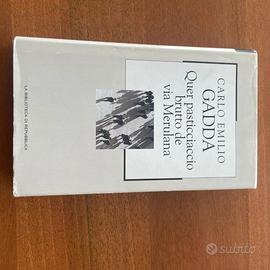 CARLO EMILIO
GADDA
Quer pasticciaccio
brutto de
via Merulana
LA BIBLIOTECA DI REPUBBLICA
subito